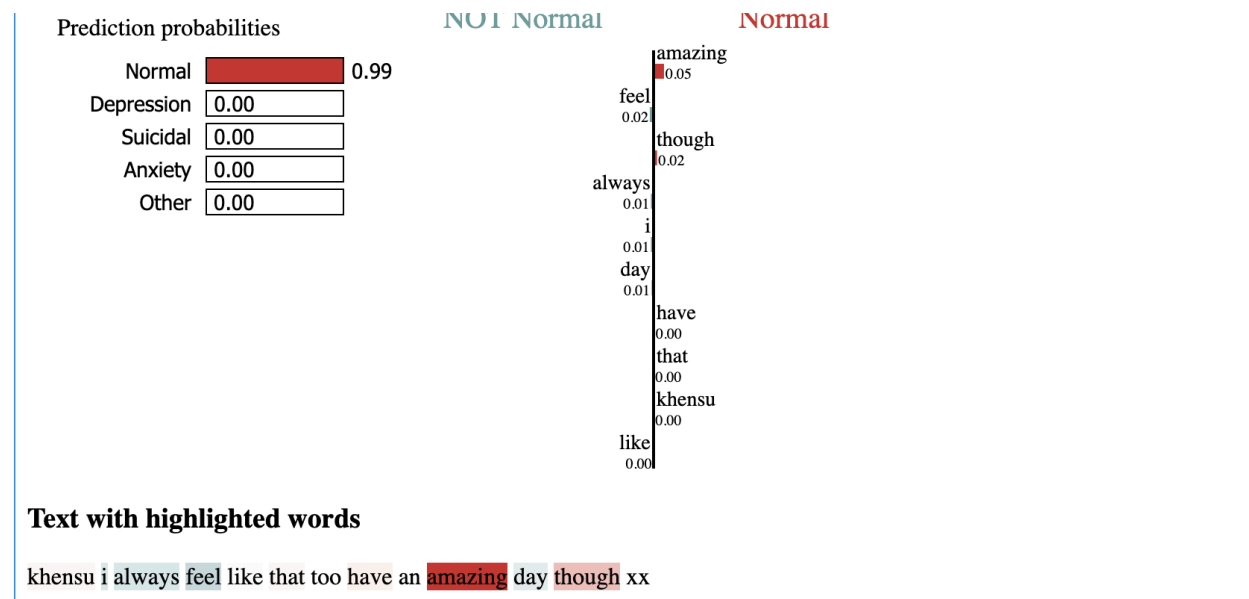 Prediction probabilities
Normal 0.99
Depression 0.00
Suicidal 0.00
Anxiety 0.00
Other 0.00
NOT Normal
Normal
amazing
0.05
feel
0.02
though
0.02
always
0.01
i
0.01
day
0.01
have
0.00
that
0.00
khensu
0.00
like
0.00
Text with highlighted words
khensu i always feel like that too have an amazing day though xx